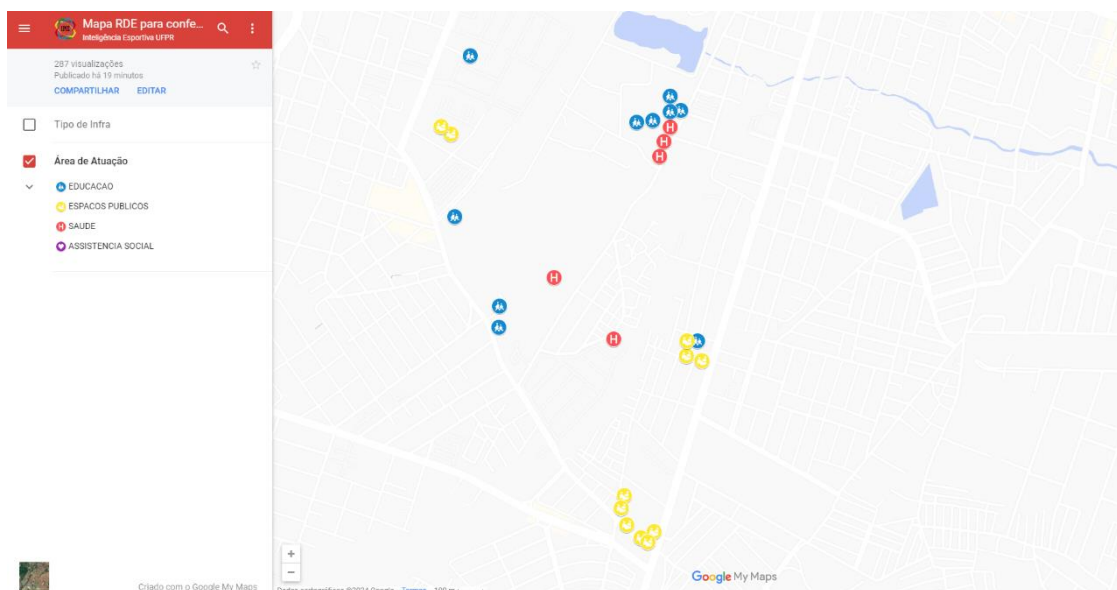 Mapa RDE para confe...
Inteligência Esportiva UFPR
287 visualizações
Publicado há 19 minutos
COMPARTILHAR EDITAR
Tipo de Infra
Área de Atuação
EDUCACAO
ESPACOS PUBLICOS
SAUDE
ASSISTENCIA SOCIAL
Criado com o Google My Maps
Google My Maps